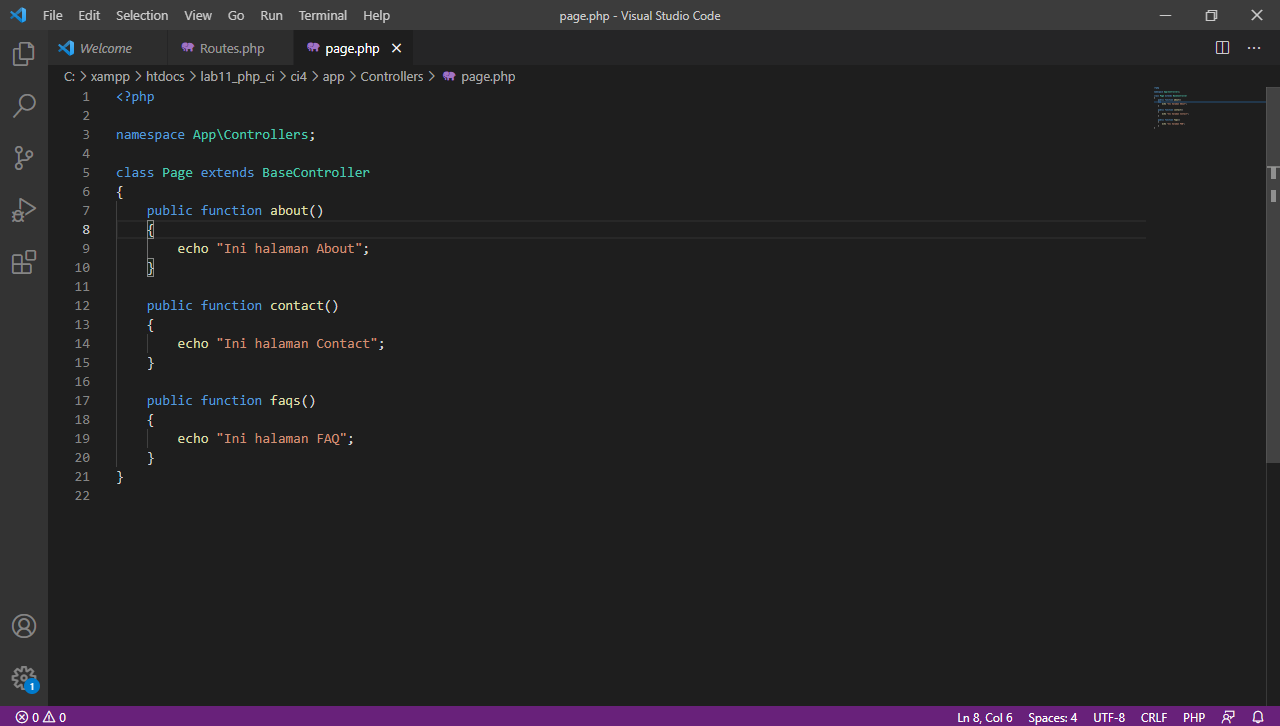 File Edit Selection View Go Run Terminal Help page.php - Visual Studio Code
Welcome Routes.php page.php
C: > xampp > htdocs > lab11_php_ci > ci4 > app > Controllers > page.php
1 <?php
2
3 namespace App\Controllers;
4
5 class Page extends BaseController
6 {
7 public function about()
8 {
9 echo "Ini halaman About";
10 }
11
12 public function contact()
13 {
14 echo "Ini halaman Contact";
15 }
16
17 public function faqs()
18 {
19 echo "Ini halaman FAQ";
20 }
21 }
22
1
0 0 Ln 8, Col 6 Spaces: 4 UTF-8 CRLF PHP